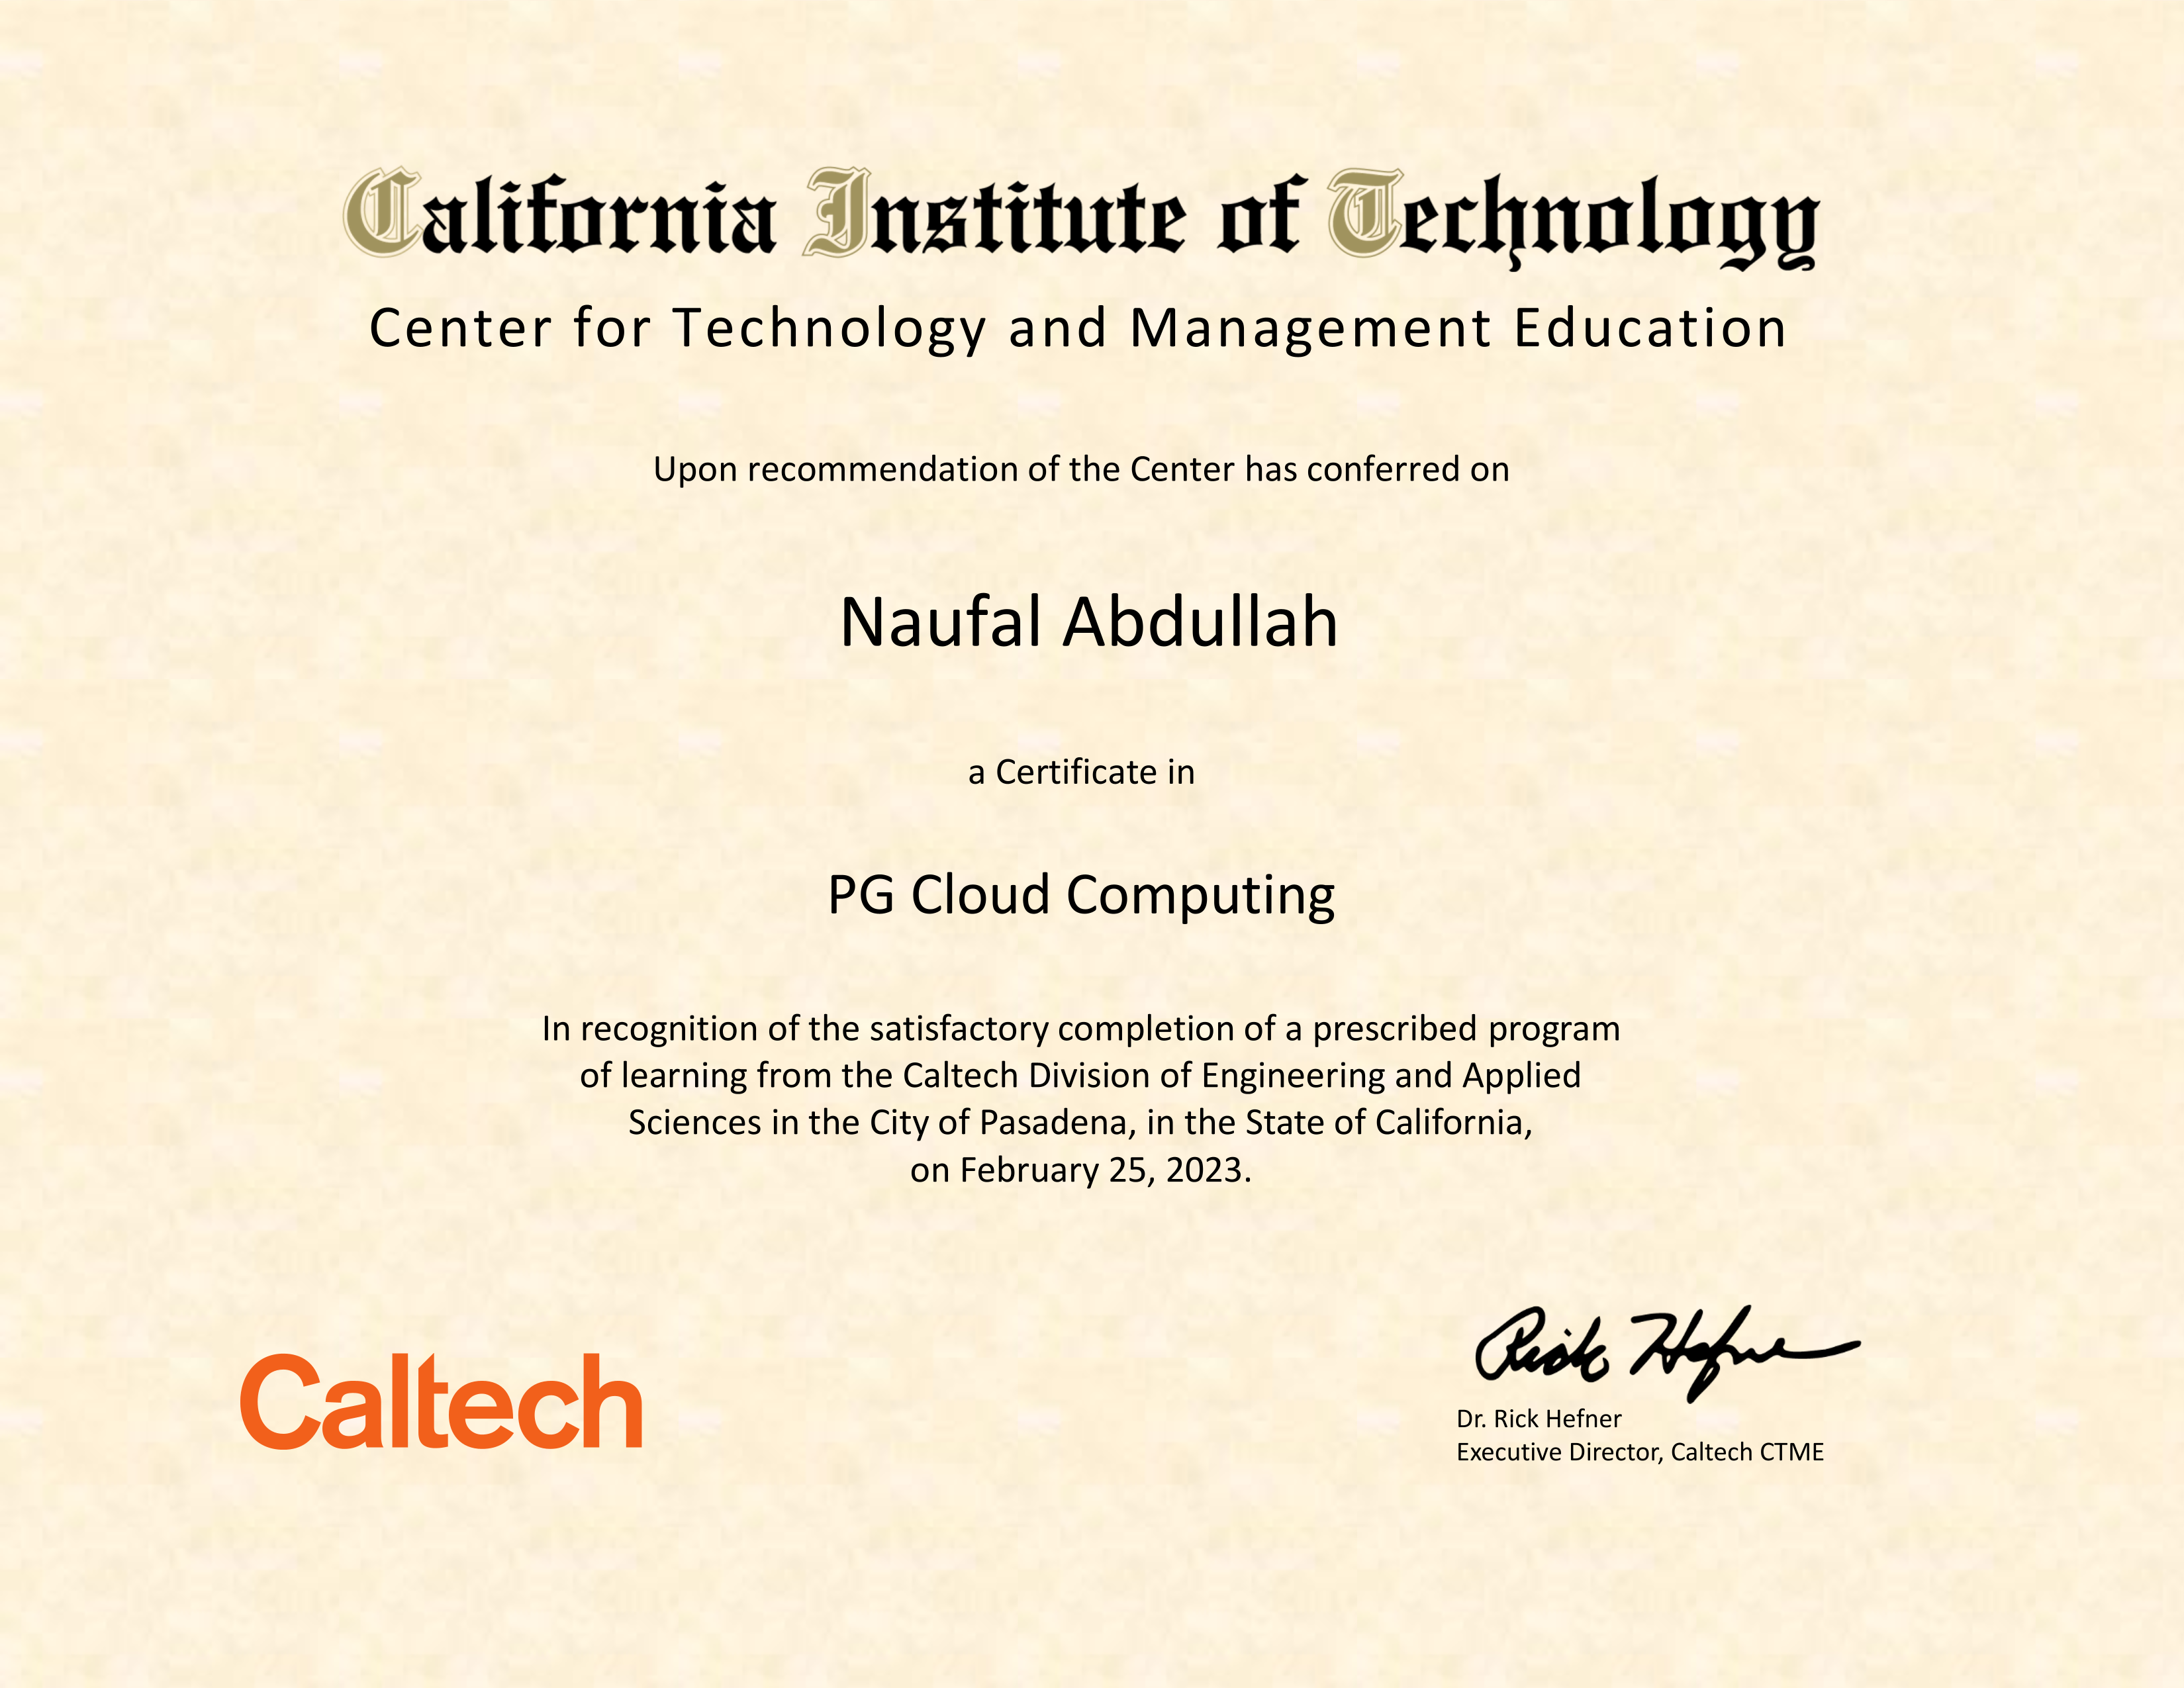 California Institute of Technology
Center for Technology and Management Education
Upon recommendation of the Center has conferred on
Naufal Abdullah
a Certificate in
PG Cloud Computing
In recognition of the satisfactory completion of a prescribed program
of learning from the Caltech Division of Engineering and Applied
Sciences in the City of Pasadena, in the State of California,
on February 25, 2023.
Caltech
Rick Hefner
Dr. Rick Hefner
Executive Director, Caltech CTME